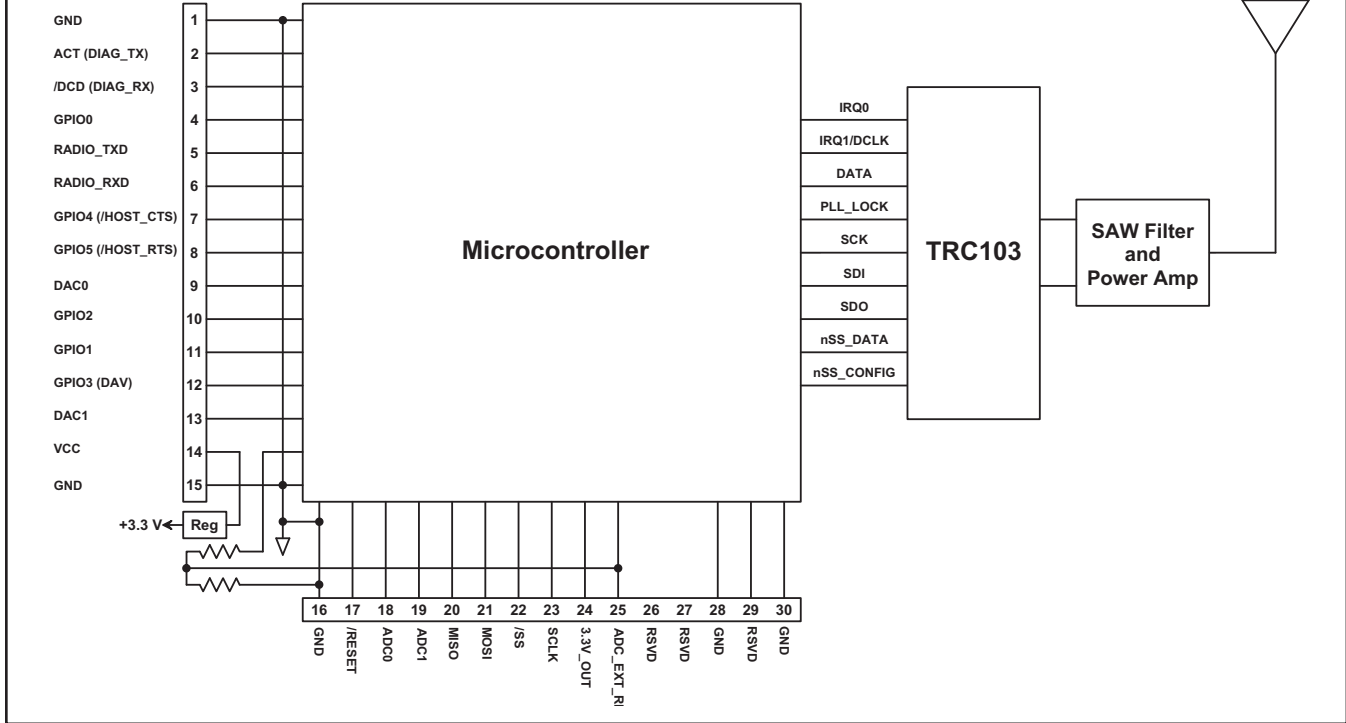 GND 1
ACT (DIAG_TX) 2
/DCD (DIAG_RX) 3
GPIO0 4
RADIO_TXD 5
RADIO_RXD 6
GPIO4 (/HOST_CTS) 7
GPIO5 (/HOST_RTS) 8
DAC0 9
GPIO2 10
GPIO1 11
GPIO3 (DAV) 12
DAC1 13
VCC 14
GND 15
+3.3 V
Reg
Microcontroller
IRQ0
IRQ1/DCLK
DATA
PLL_LOCK
SCK
SDI
SDO
nSS_DATA
nSS_CONFIG
TRC103
SAW Filter
and
Power Amp
16 17 18 19 20 21 22 23 24 25 26 27 28 29 30
GND
/RESET
ADC0
ADC1
MISO
MOSI
/SS
SCLK
3.3V_OUT
RSVD
RSVD
GND
RSVD
GND